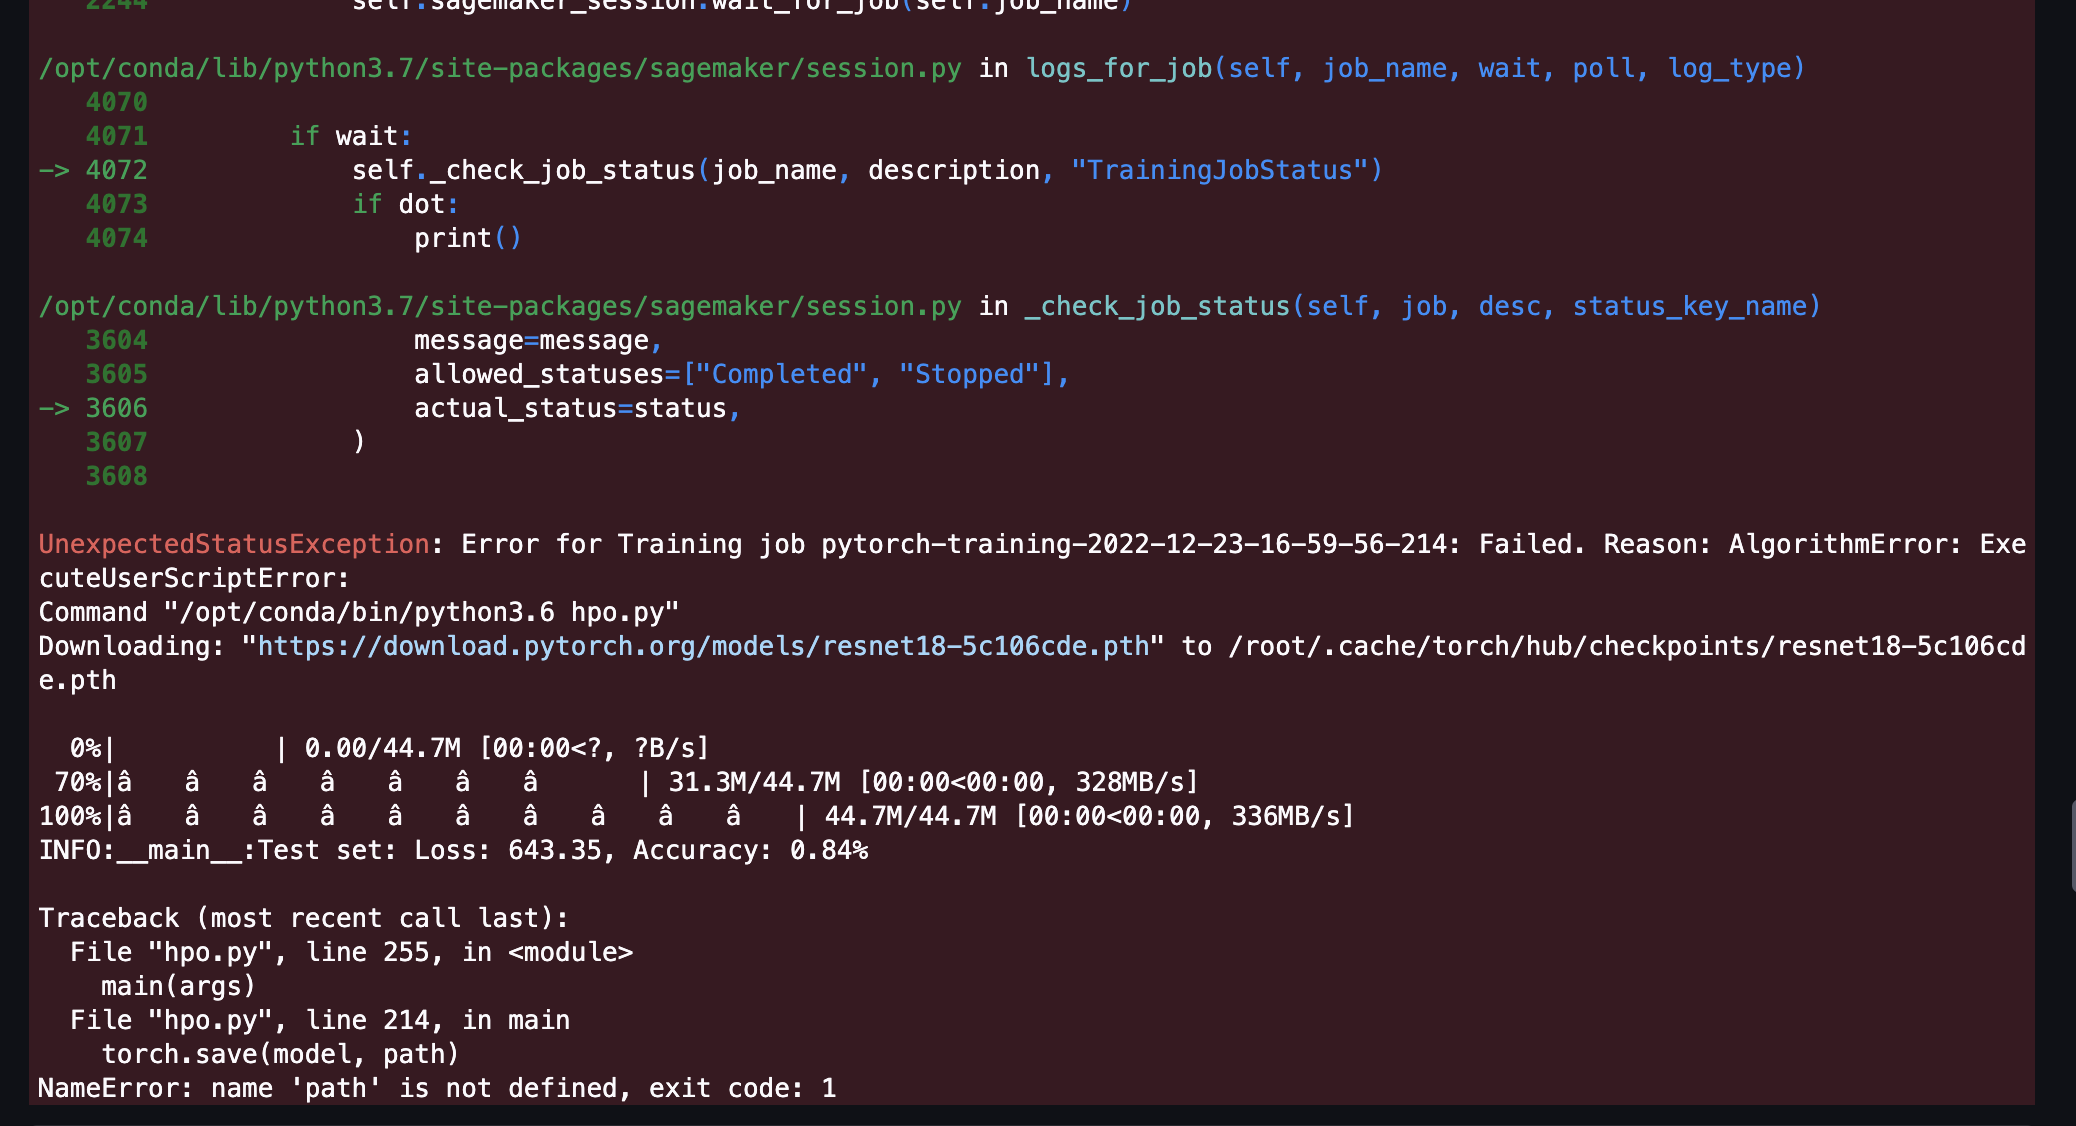 2244             self.sagemaker_session.wait_for_job(self.job_name)
/opt/conda/lib/python3.7/site-packages/sagemaker/session.py in logs_for_job(self, job_name, wait, poll, log_type)
   4070
   4071         if wait:
-> 4072             self._check_job_status(job_name, description, "TrainingJobStatus")
   4073             if dot:
   4074                 print()
/opt/conda/lib/python3.7/site-packages/sagemaker/session.py in _check_job_status(self, job, desc, status_key_name)
   3604                 message=message,
   3605                 allowed_statuses=["Completed", "Stopped"],
-> 3606                 actual_status=status,
   3607             )
   3608
UnexpectedStatusException: Error for Training job pytorch-training-2022-12-23-16-59-56-214: Failed. Reason: AlgorithmError: Exe
cuteUserScriptError:
Command "/opt/conda/bin/python3.6 hpo.py"
Downloading: "https://download.pytorch.org/models/resnet18-5c106cde.pth" to /root/.cache/torch/hub/checkpoints/resnet18-5c106cd
e.pth
  0%|          | 0.00/44.7M [00:00<?, ?B/s]
 70%|â   â   â   â   â   â   â       | 31.3M/44.7M [00:00<00:00, 328MB/s]
100%|â   â   â   â   â   â   â   â   â   â   | 44.7M/44.7M [00:00<00:00, 336MB/s]
INFO:__main__:Test set: Loss: 643.35, Accuracy: 0.84%
Traceback (most recent call last):
  File "hpo.py", line 255, in <module>
    main(args)
  File "hpo.py", line 214, in main
    torch.save(model, path)
NameError: name 'path' is not defined, exit code: 1